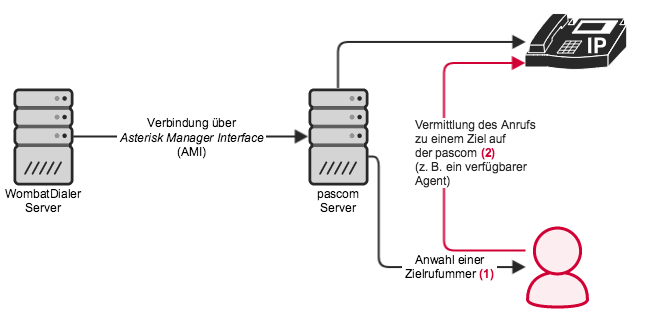 IP
Verbindung über
Asterisk Manager Interface
(AMI)
WombatDialer
Server
pascom
Server
Vermittlung des Anrufs
zu einem Ziel auf
der pascom (2)
(z. B. ein verfügbarer
Agent)
Anwahl einer
Zielrufummer (1)